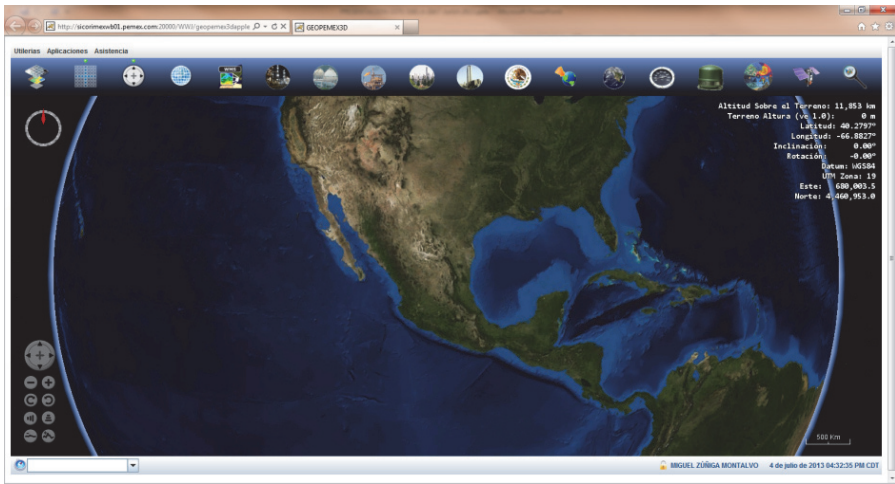 http://sicorimexwb01.pemex.com:20000/WWJ/geopemex3dapple
GEOPEMEX3D
Utilerias Aplicaciones Asistencia
Altitud Sobre el Terreno: 11,853 km
Terreno Altura (ve 1.0): 0 m
Latitud: 40.2797°
Longitud: -66.8827°
Inclinación: 0.00°
Rotación: -0.00°
Datum: WGS84
UTM Zona: 19
Este: 680,003.5
Norte: 4,460,953.0
500 Km
MIGUEL ZÚÑIGA MONTALVO 4 de julio de 2013 04:32:35 PM CDT